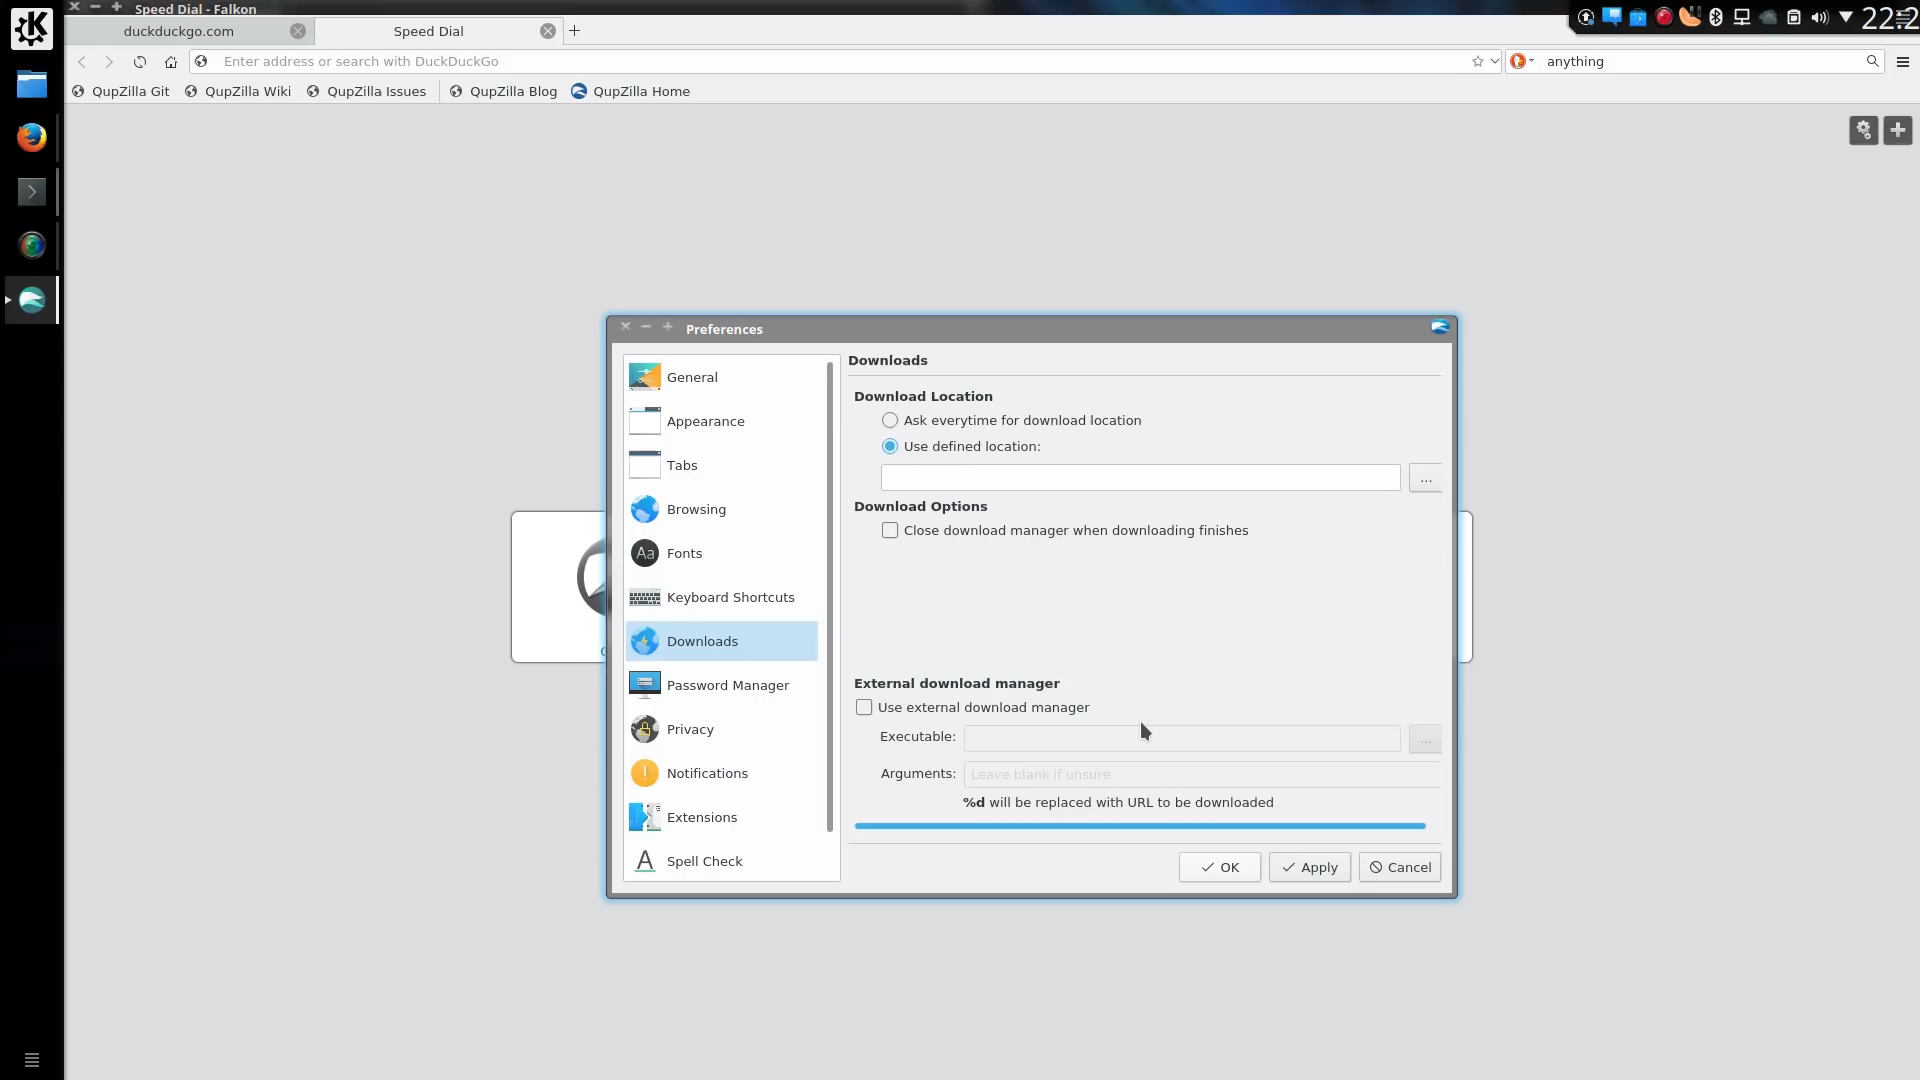 Speed Dial - Falkon
22:2
duckduckgo.com
Speed Dial
Enter address or search with DuckDuckGo
anything
QupZilla Git
QupZilla Wiki
QupZilla Issues
QupZilla Blog
QupZilla Home
Preferences
General
Appearance
Tabs
Browsing
Aa
Fonts
Keyboard Shortcuts
Downloads
Password Manager
Privacy
Notifications
Extensions
A
Spell Check
Downloads
Download Location
Ask everytime for download location
Use defined location:
...
Download Options
Close download manager when downloading finishes
External download manager
Use external download manager
Executable:
...
Arguments:
Leave blank if unsure
%d will be replaced with URL to be downloaded
OK
Apply
Cancel